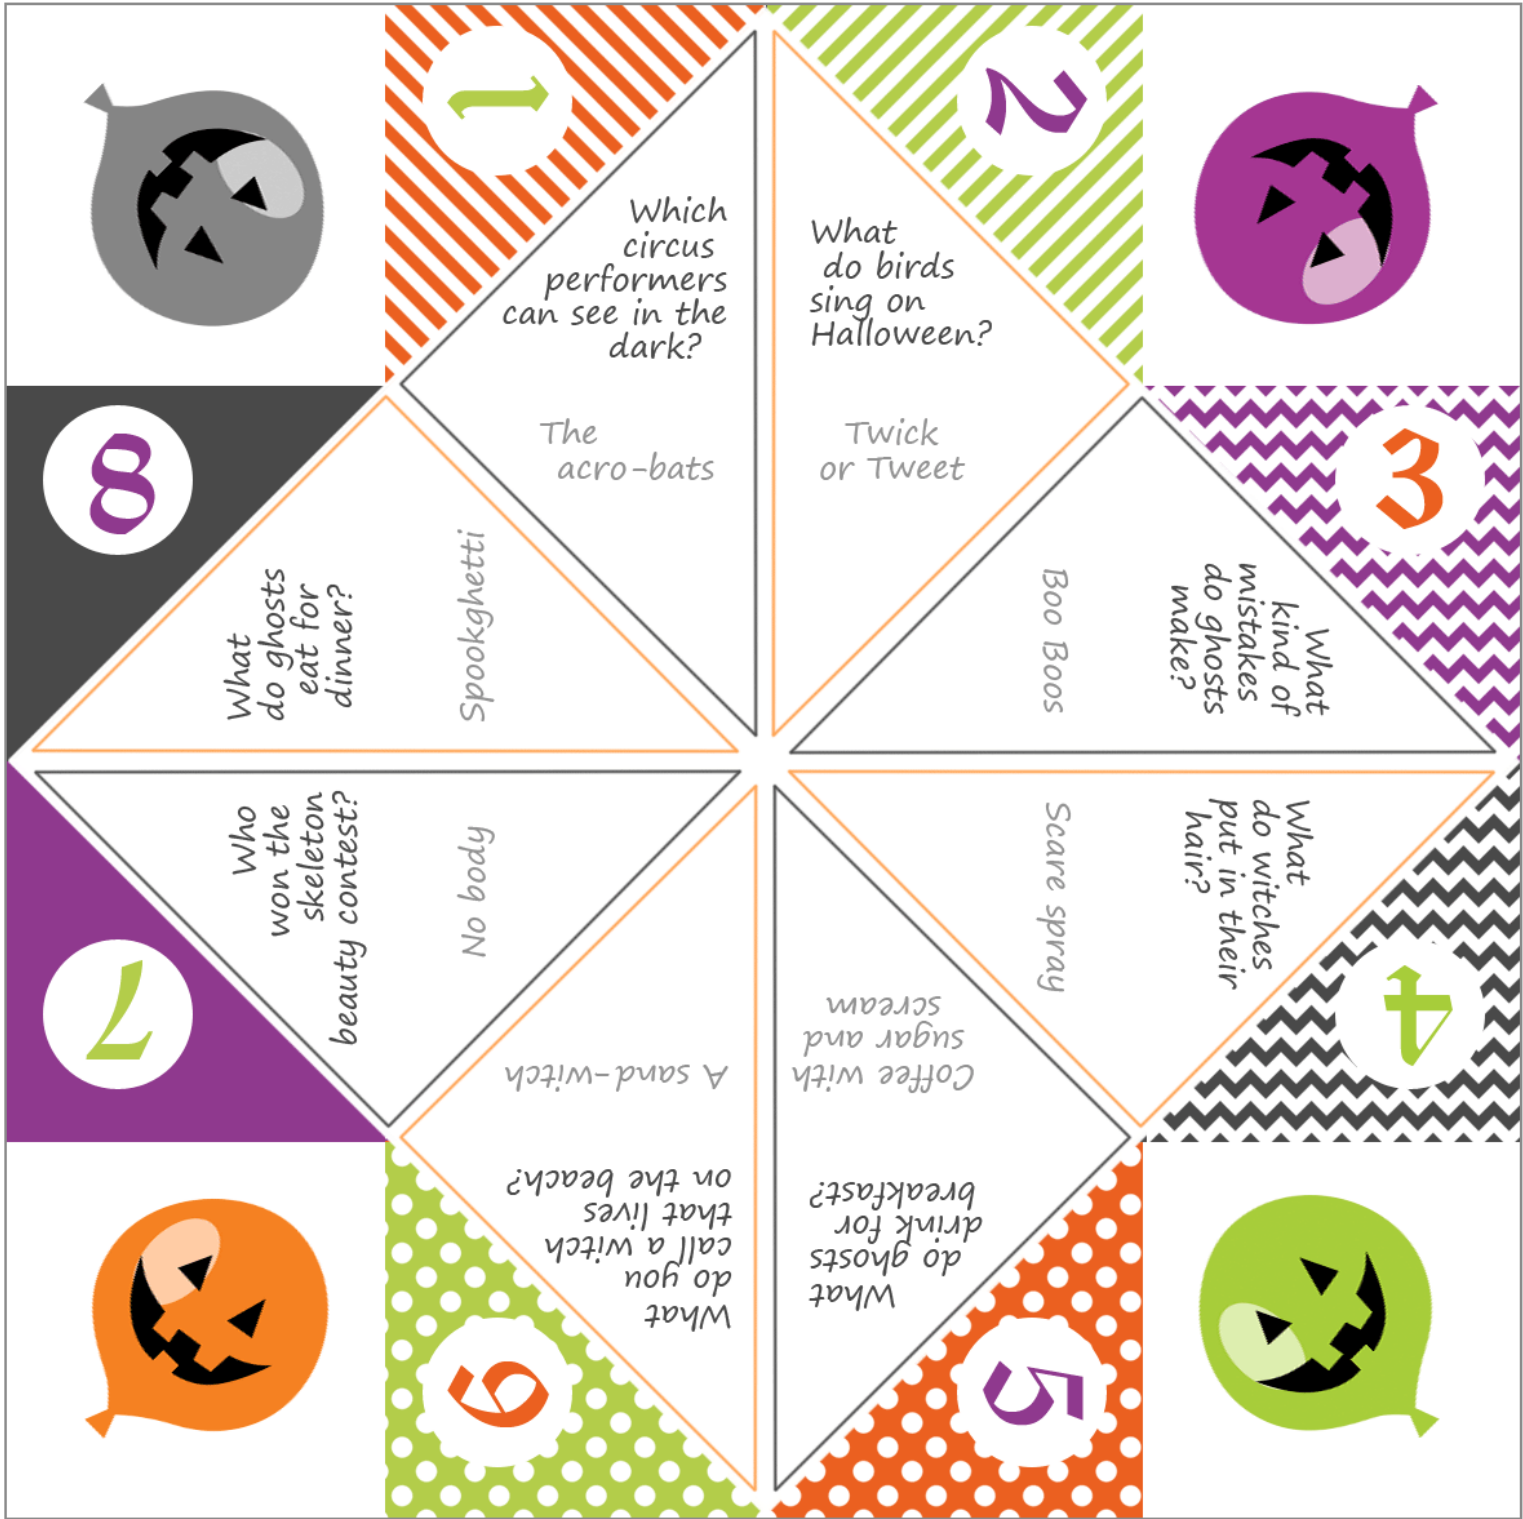 1
Which
circus
performers
can see in the
dark?
The
acro-bats
2
What
do birds
sing on
Halloween?
Twick
or Tweet
3
What
kind of
mistakes
do ghosts
make?
Boo Boos
4
What
do witches
put in their
hair?
Scare spray
5
What
do ghosts
drink for
breakfast?
Coffee with
sugar and
scream
6
What
do you
call a witch
that lives
on the beach?
A sand-witch
7
Who
won the
skeleton
beauty contest?
No body
8
What
do ghosts
eat for
dinner?
Spookghetti